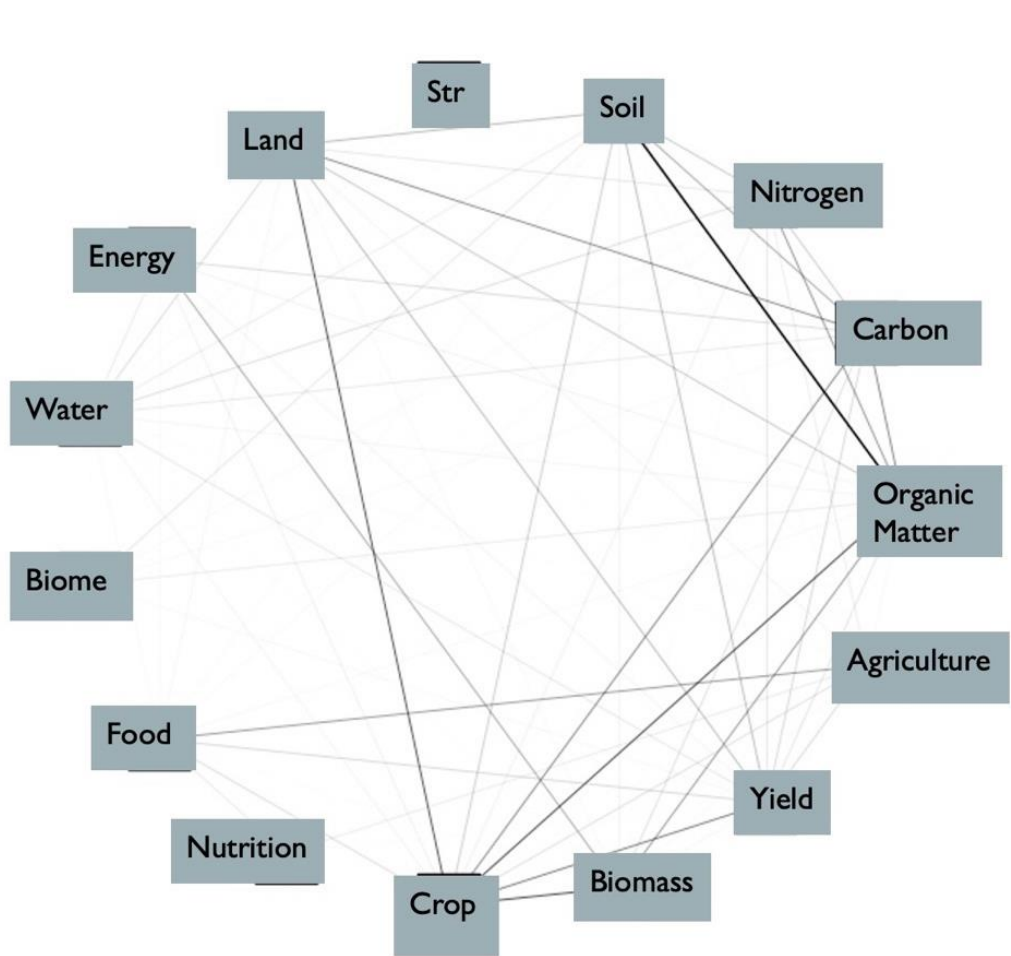 Str
Soil
Land
Nitrogen
Energy
Carbon
Water
Organic
Matter
Biome
Agriculture
Food
Yield
Nutrition
Biomass
Crop